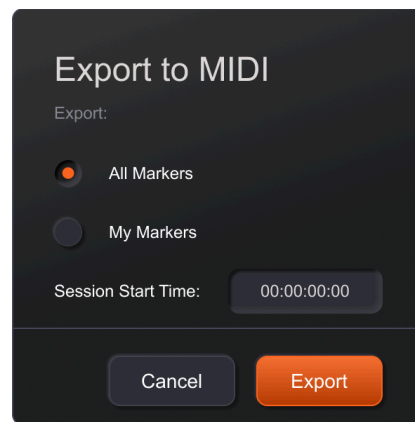 Export to MIDI
Export:
All Markers
My Markers
Session Start Time: 00:00:00:00
Cancel Export